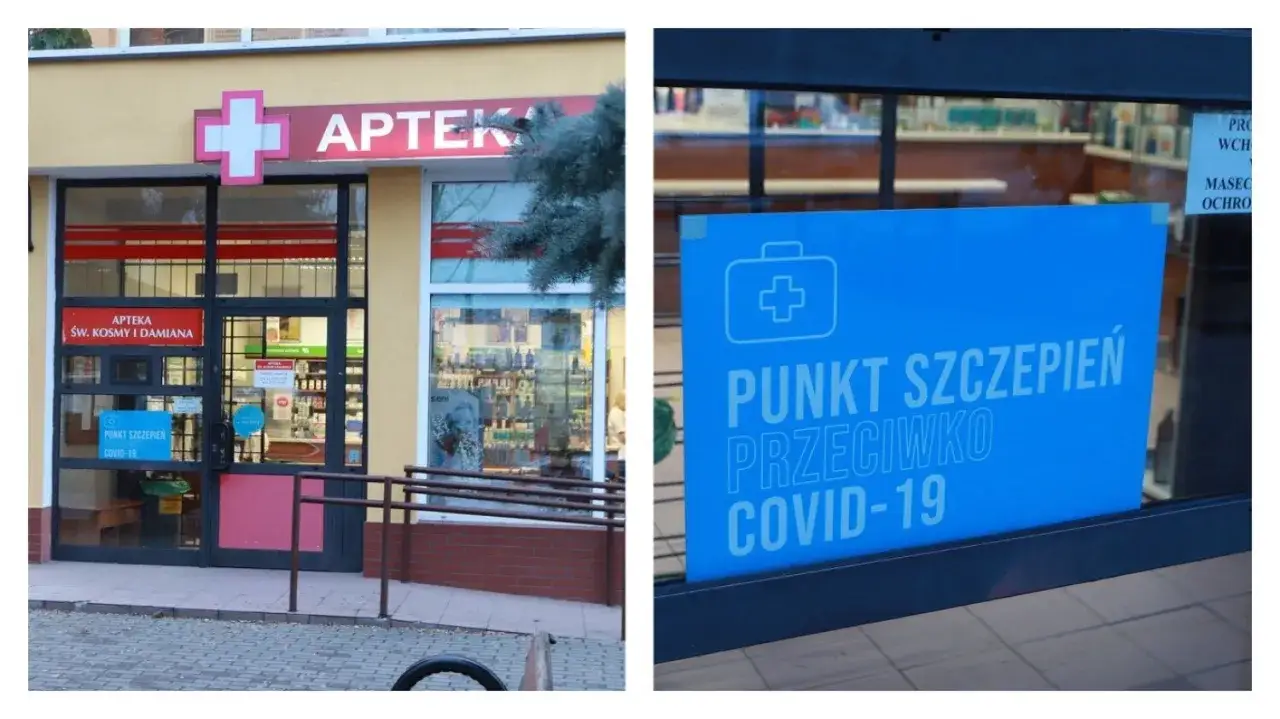 APTEKA
APTEKA
ŚW. KOSMY I DAMIANA
PUNKT SZCZEPIEŃ
COVID-19
PUNKT SZCZEPIEŃ
PRZECIWKO
COVID-19